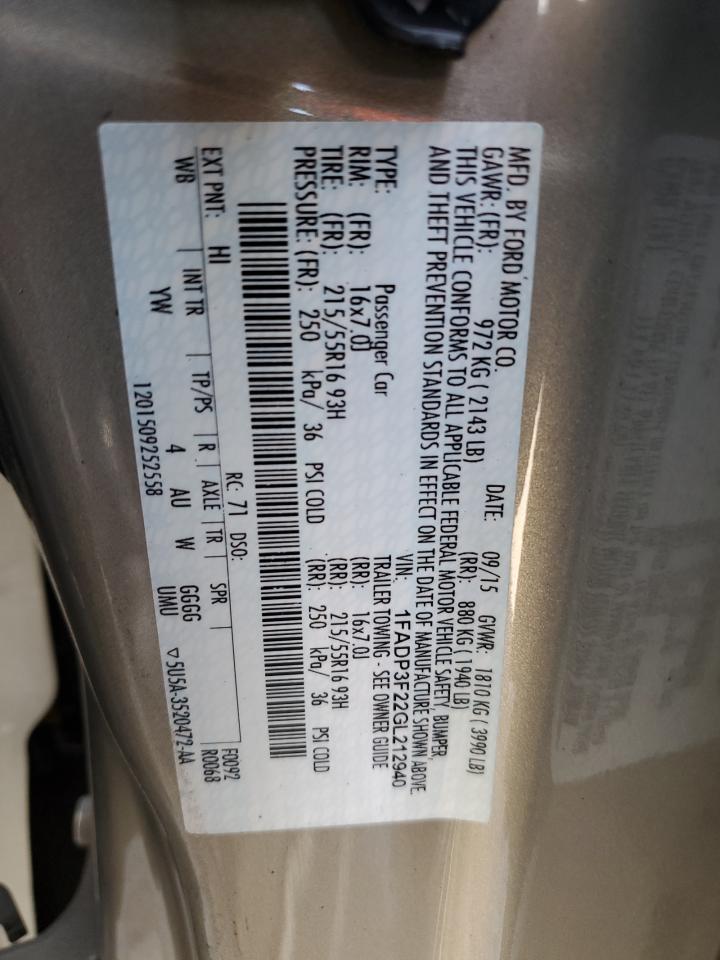 MFD. BY FORD MOTOR CO. DATE: 09/15 GVWR: 1810 KG ( 3990 LB)
GAWR: (FR): 972 KG ( 2143 LB) (RR): 880 KG ( 1940 LB)
THIS VEHICLE CONFORMS TO ALL APPLICABLE FEDERAL MOTOR VEHICLE SAFETY, BUMPER,
AND THEFT PREVENTION STANDARDS IN EFFECT ON THE DATE OF MANUFACTURE SHOWN ABOVE.
VIN: 1FADP3F22GL212940
TYPE: Passenger Car TRAILER TOWING - SEE OWNER GUIDE
RIM: (FR): 16x7.0J (RR): 16x7.0J
TIRE: (FR): 215/55R16 93H (RR): 215/55R16 93H
PRESSURE: (FR): 250 kPa/ 36 PSI COLD (RR): 250 kPa/ 36 PSI COLD
RC: 71 DSO: F0092
EXT PNT: HI R0068
WB INT TR TP/PS R AXLE TR SPR
YW 4 AU W GGGG
UMU ▽5U5A-3520472-AA
1201509252558